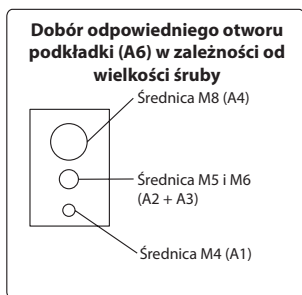 Dobór odpowiedniego otworu
podkładki (A6) w zależności od
wielkości śruby
Średnica M8 (A4)
Średnica M5 i M6
(A2 + A3)
Średnica M4 (A1)